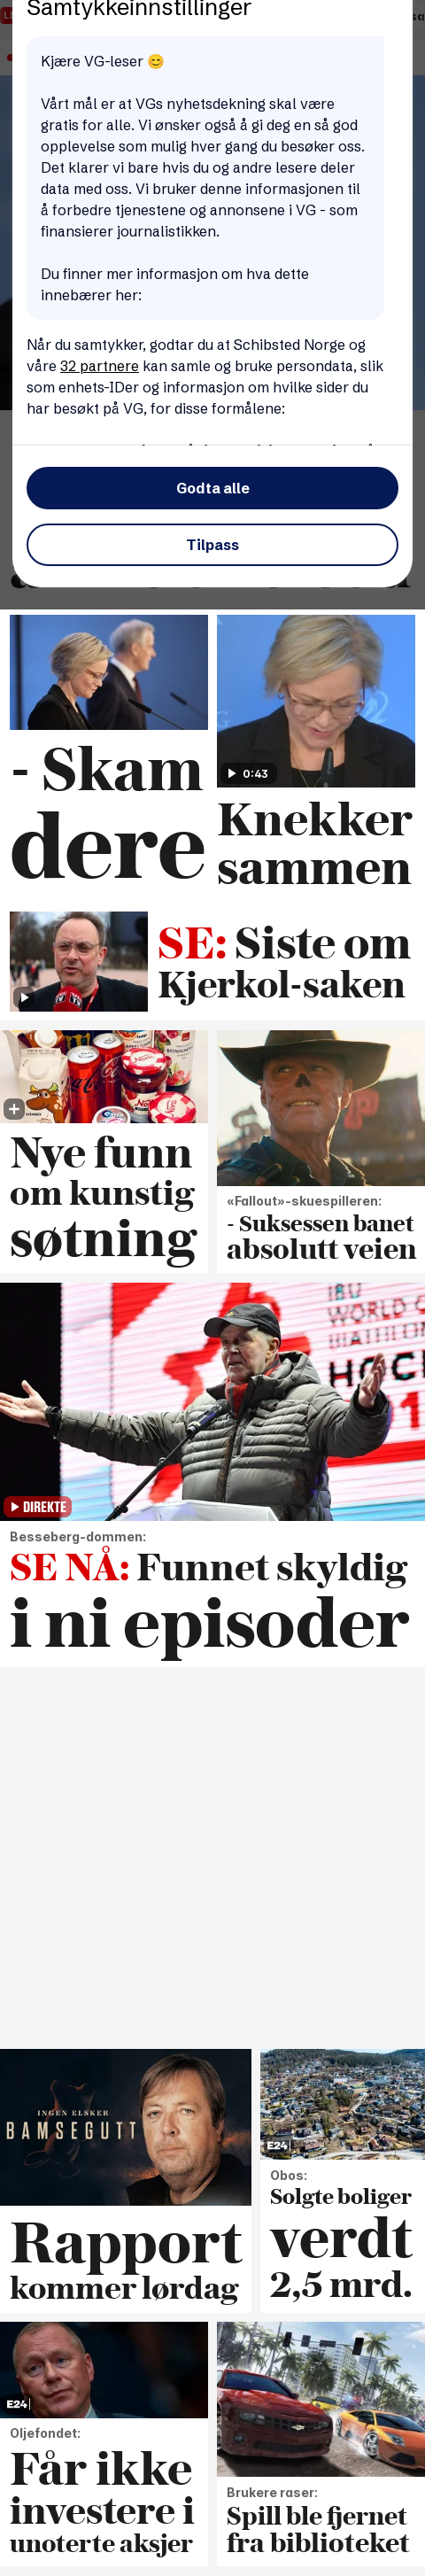 Samtykkeinnstillinger
Kjære VG-leser 😊
Vårt mål er at VGs nyhetsdekning skal være
gratis for alle. Vi ønsker også å gi deg en så god
opplevelse som mulig hver gang du besøker oss.
Det klarer vi bare hvis du og andre lesere deler
data med oss. Vi bruker denne informasjonen til
å forbedre tjenestene og annonsene i VG - som
finansierer journalistikken.
Du finner mer informasjon om hva dette
innebærer her:
Når du samtykker, godtar du at Schibsted Norge og
våre 32 partnere kan samle og bruke persondata, slik
som enhets-IDer og informasjon om hvilke sider du
har besøkt på VG, for disse formålene:
Godta alle
Tilpass
- Skam
dere
0:43
Knekker
sammen
SE: Siste om
Kjerkol-saken
Nye funn
om kunstig
søtning
«Fallout»-skuespilleren:
- Suksessen banet
absolutt veien
WORLD C
BIATHLON
DIREKTE
Besseberg-dommen:
SE NÅ: Funnet skyldig
i ni episoder
INGEN ELSKER
BAMSEGUTT
Rapport
kommer lørdag
E24
Obos:
Solgte boliger
verdt
2,5 mrd.
E24
Oljefondet:
Får ikke
investere i
unoterte aksjer
Brukere raser:
Spill ble fjernet
fra biblioteket